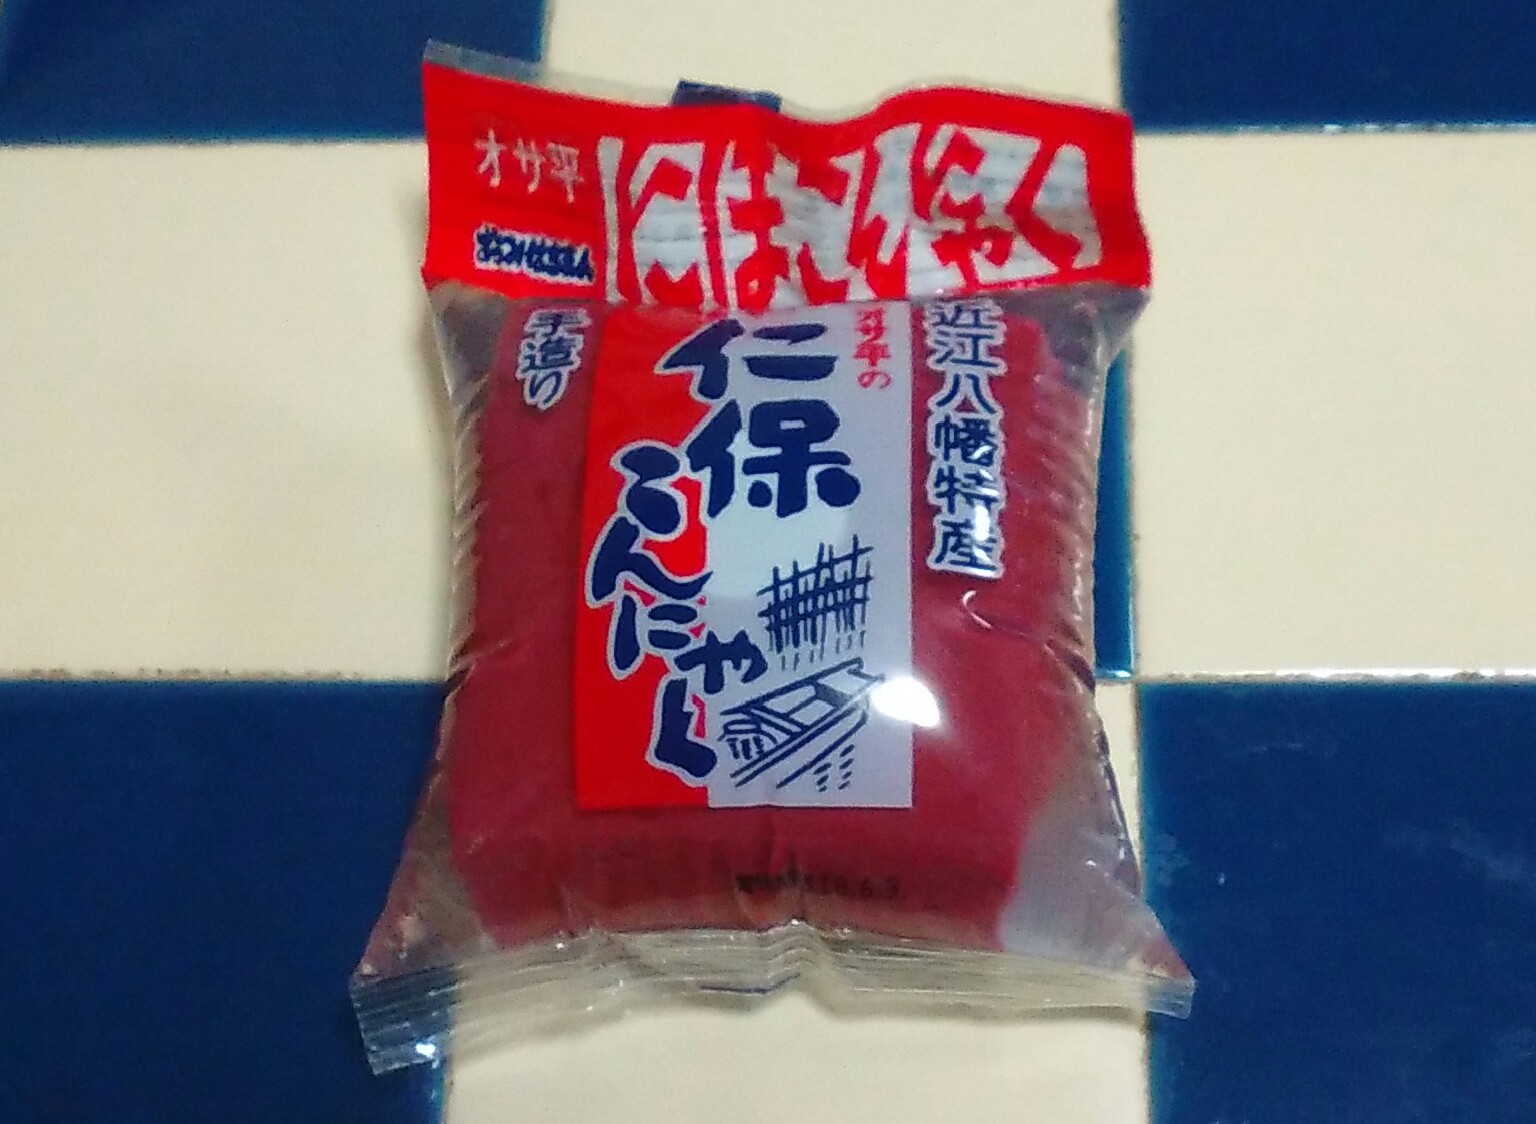 オサ平
にほこんにゃく
近江八幡特産
オサ平の
仁保
こんにゃく
手造り